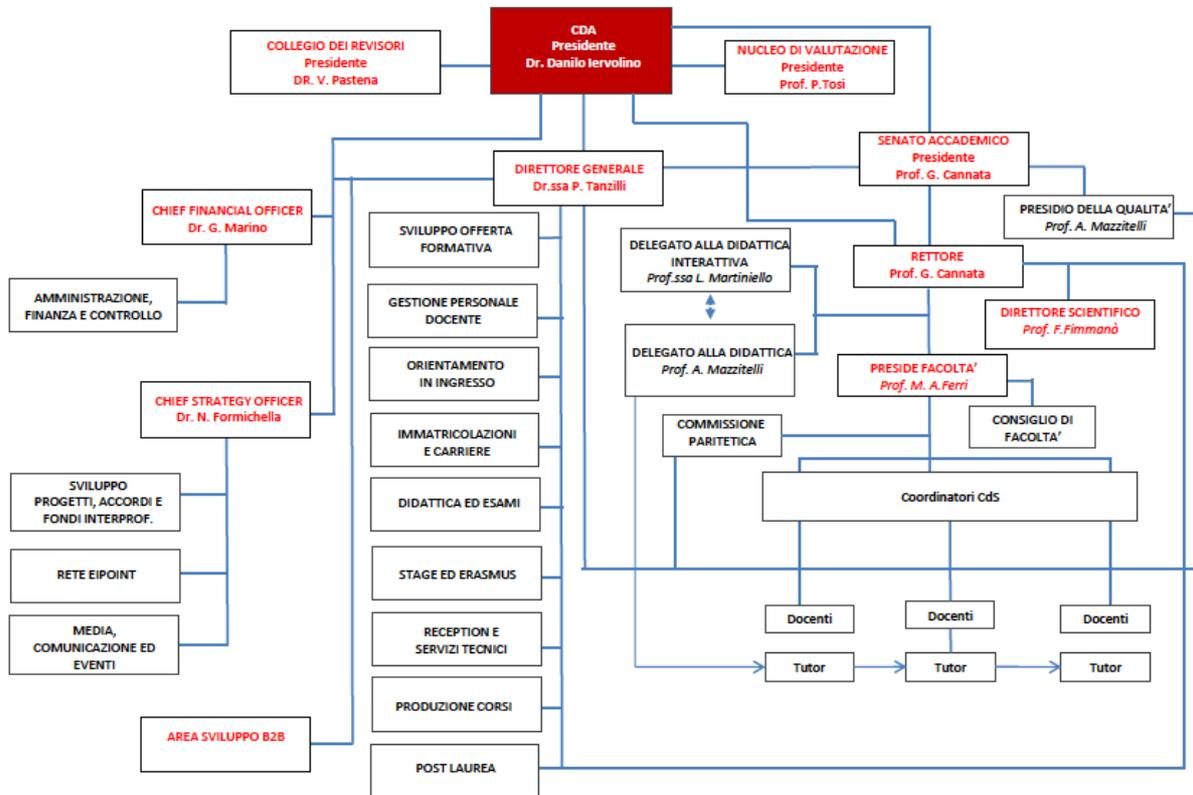 CDA
Presidente
Dr. Danilo Iervolino
COLLEGIO DEI REVISORI
Presidente
DR. V. Pastena
NUCLEO DI VALUTAZIONE
Presidente
Prof. P.Tosi
DIRETTORE GENERALE
Dr.ssa P. Tanzilli
SENATO ACCADEMICO
Presidente
Prof. G. Cannata
CHIEF FINANCIAL OFFICER
Dr. G. Marino
PRESIDIO DELLA QUALITA’
Prof. A. Mazzitelli
SVILUPPO OFFERTA
FORMATIVA
DELEGATO ALLA DIDATTICA
INTERATTIVA
Prof.ssa L. Martiniello
RETTORE
Prof. G. Cannata
AMMINISTRAZIONE,
FINANZA E CONTROLLO
GESTIONE PERSONALE
DOCENTE
DIRETTORE SCIENTIFICO
Prof. F.Fimmanò
ORIENTAMENTO
IN INGRESSO
DELEGATO ALLA DIDATTICA
Prof. A. Mazzitelli
PRESIDE FACOLTA’
Prof. M. A.Ferri
CHIEF STRATEGY OFFICER
Dr. N. Formichella
IMMATRICOLAZIONI
E CARRIERE
COMMISSIONE
PARITETICA
CONSIGLIO DI
FACOLTA’
SVILUPPO
PROGETTI, ACCORDI E
FONDI INTERPROF.
DIDATTICA ED ESAMI
Coordinatori CdS
RETE EIPOINT
STAGE ED ERASMUS
Docenti
Docenti
Docenti
MEDIA,
COMUNICAZIONE ED
EVENTI
RECEPTION E
SERVIZI TECNICI
Tutor
Tutor
Tutor
PRODUZIONE CORSI
AREA SVILUPPO B2B
POST LAUREA